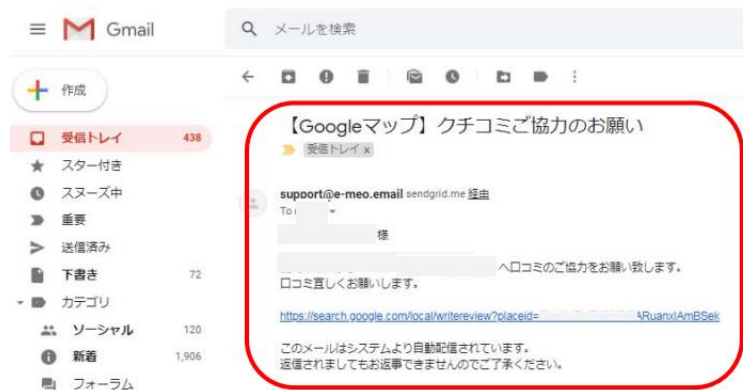 Gmail
メールを検索
作成
受信トレイ 438
スター付き
スヌーズ中
重要
送信済み
下書き 72
カテゴリ
ソーシャル 120
新着 1,906
フォーラム
【Googleマップ】クチコミご協力のお願い
受信トレイ x
support@e-meo.email sendgrid.me 経由
To
様
へ口コミのご協力をお願い致します。
口コミ宜しくお願いします。
https://search.google.com/local/writereview?placeid= RuanxIAmBSek
このメールはシステムより自動配信されています。
返信されましてもお返事できませんのでご了承ください。